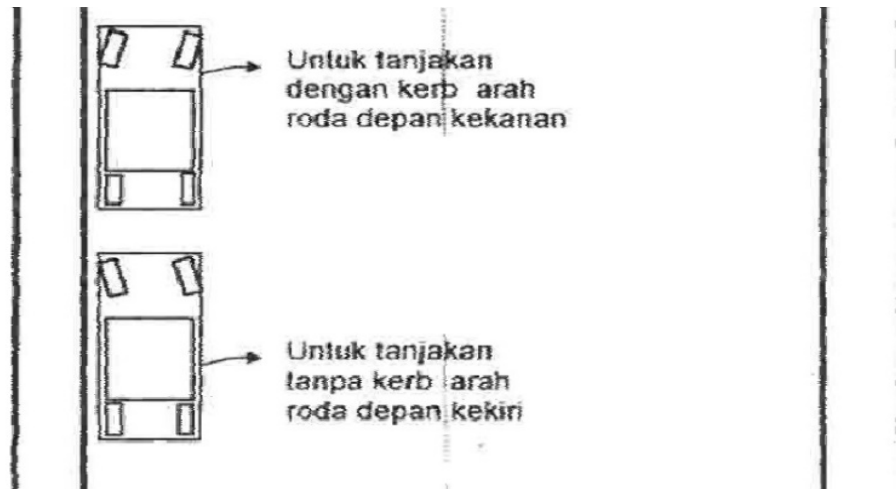 Untuk tanjakan
dengan kerb arah
roda depan kekanan
Untuk tanjakan
tanpa kerb arah
roda depan kekiri